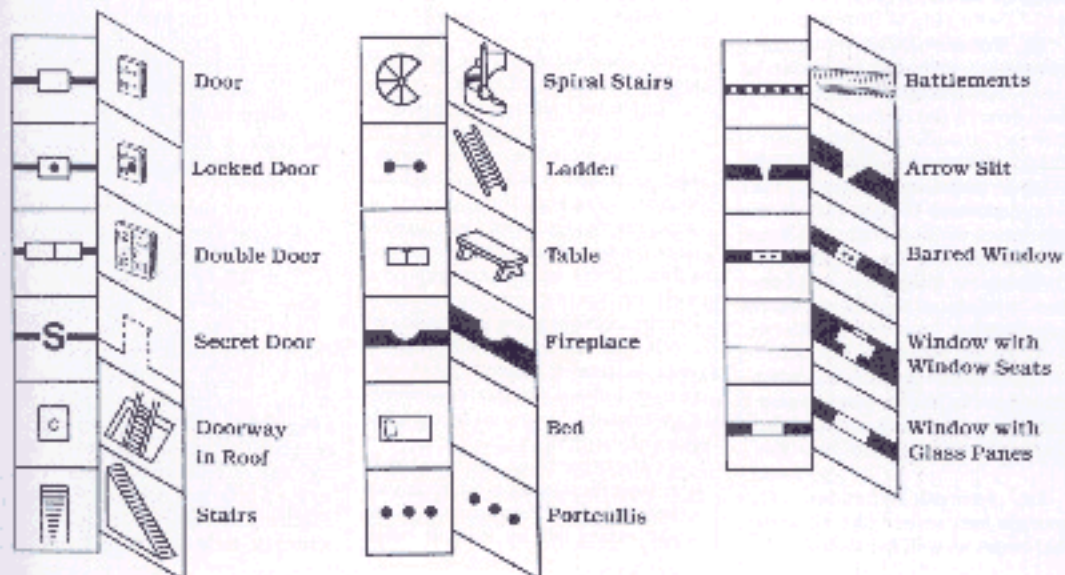 Door
Locked Door
Double Door
S
Secret Door
Doorway
in Roof
Stairs
Spiral Stairs
Ladder
Table
Fireplace
Bed
Portcullis
Battlements
Arrow Slit
Barred Window
Window with
Window Seats
Window with
Glass Panes